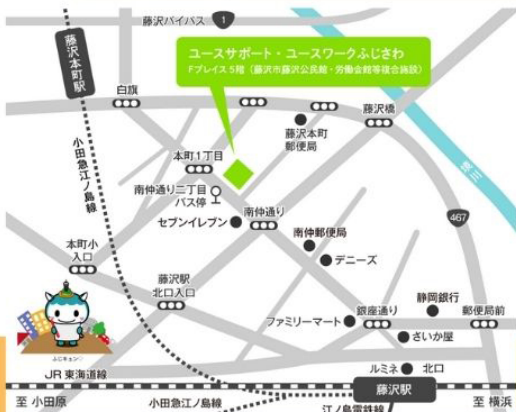 藤沢バイパス
1
藤沢本町駅
ユースサポート・ユースワークふじさわ
Fプレイス 5階（藤沢市藤沢公民館・労働会館等複合施設）
白旗
藤沢橋
藤沢本町
郵便局
小田急江ノ島線
本町1丁目
境川
南仲通り二丁目
バス停
セブンイレブン
南仲通り
467
南仲郵便局
デニーズ
本町小
入口
藤沢駅
北口入口
静岡銀行
ファミリーマート
銀座通り
郵便局前
さいか屋
ふじキュン♡
ルミネ
北口
JR 東海道線
藤沢駅
至 小田原
小田急江ノ島線
江ノ島電鉄線
至 横浜